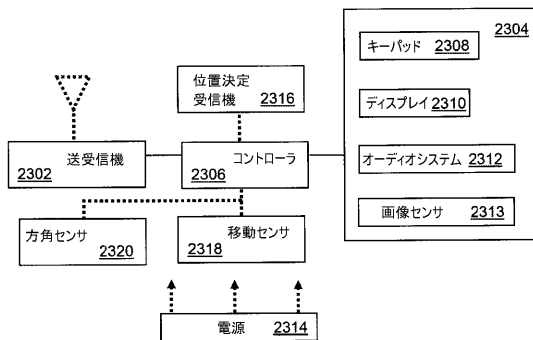 2304
キーパッド 2308
ディスプレイ 2310
オーディオシステム 2312
画像センサ 2313
位置決定
受信機 2316
送受信機
2302
コントローラ
2306
方角センサ
2320
移動センサ
2318
電源 2314